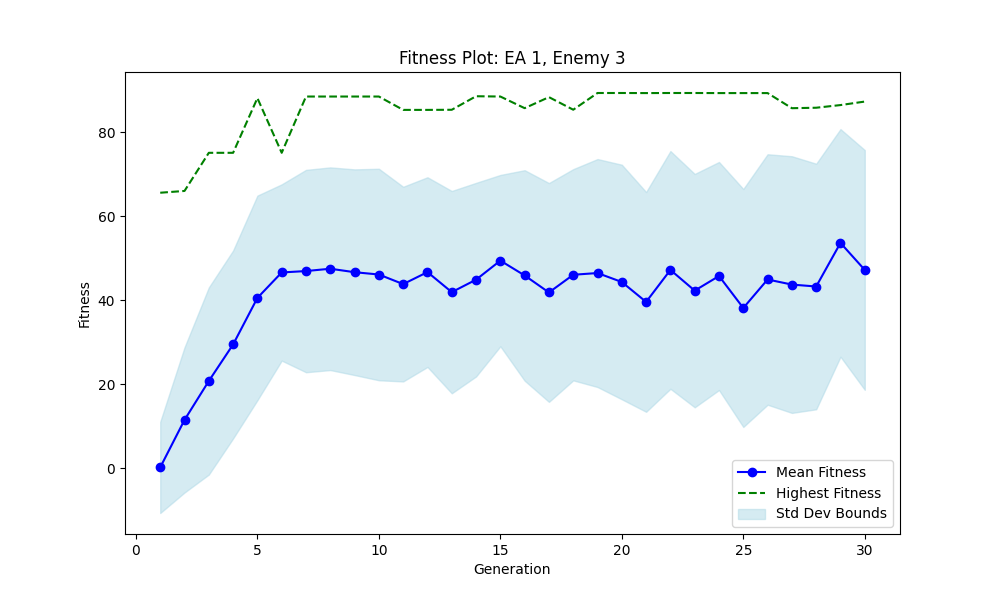 Fitness Plot: EA 1, Enemy 3
Fitness
80
60
40
20
0
0 5 10 15 20 25 30
Generation
Mean Fitness
Highest Fitness
Std Dev Bounds